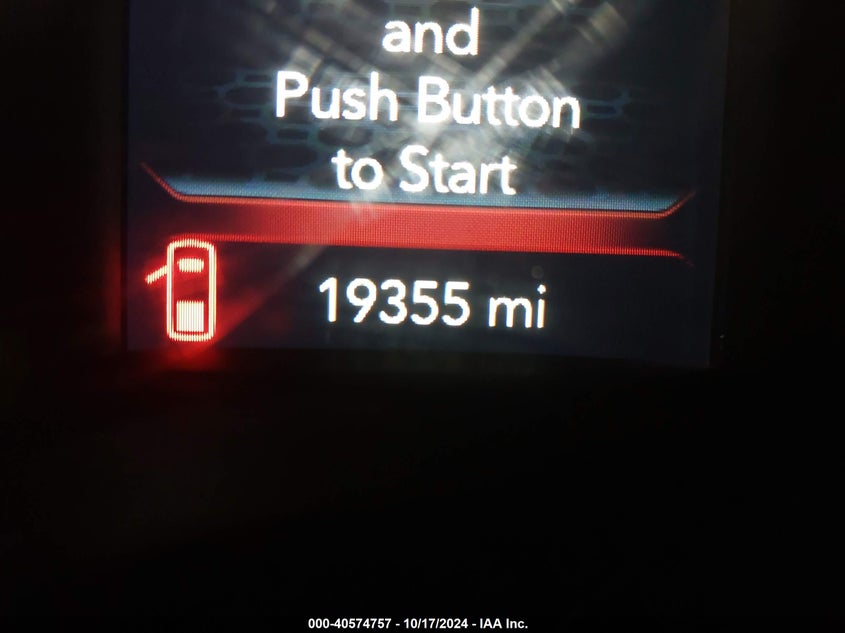 and
Push Button
to Start
19355 mi
000-40574757 - 10/17/2024 - IAA Inc.